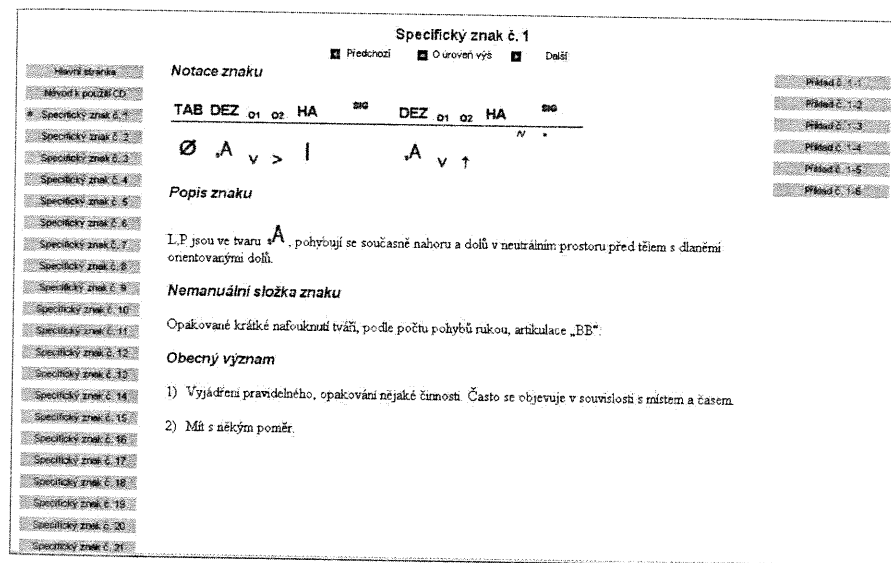 Specifický znak č. 1
Předchozí O úroveň výš Další
Hlavní stránka
Návod k použití CD
* Specifický znak č. 1
Specifický znak č. 2
Specifický znak č. 3
Specifický znak č. 4
Specifický znak č. 5
Specifický znak č. 6
Specifický znak č. 7
Specifický znak č. 8
Specifický znak č. 9
Specifický znak č. 10
Specifický znak č. 11
Specifický znak č. 12
Specifický znak č. 13
Specifický znak č. 14
Specifický znak č. 15
Specifický znak č. 16
Specifický znak č. 17
Specifický znak č. 18
Specifický znak č. 19
Specifický znak č. 20
Specifický znak č. 21
Notace znaku
TAB DEZ O1 O2 HA SIG DEZ O1 O2 HA SIG
N •
Ø .A v > | .A v ↑
Popis znaku
L,P jsou ve tvaru A , pohybují se současně nahoru a dolů v neutrálním prostoru před tělem s dlaněmi
orientovanými dolů.
Nemanuální složka znaku
Opakované krátké nafouknutí tváří, podle počtu pohybů rukou, artikulace „BB“.
Obecný význam
1) Vyjádření pravidelného, opakování nějaké činnosti. Často se objevuje v souvislosti s místem a časem.
2) Mít s někým poměr.
Příklad č. 1-1
Příklad č. 1-2
Příklad č. 1-3
Příklad č. 1-4
Příklad č. 1-5
Příklad č. 1-6